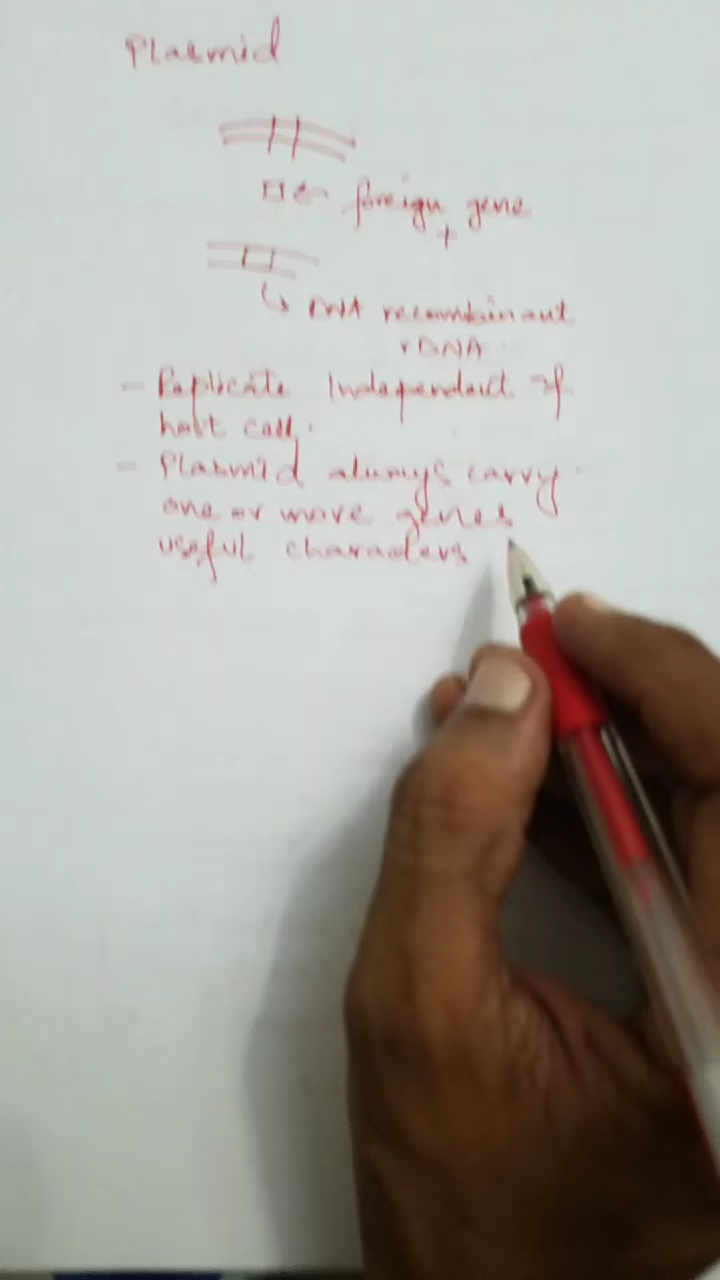 Plasmid
foreign gene
+
DNA recombinant
rDNA
- Replicate Independent of
host cell.
- Plasmid always carry
one or more genes
useful characters